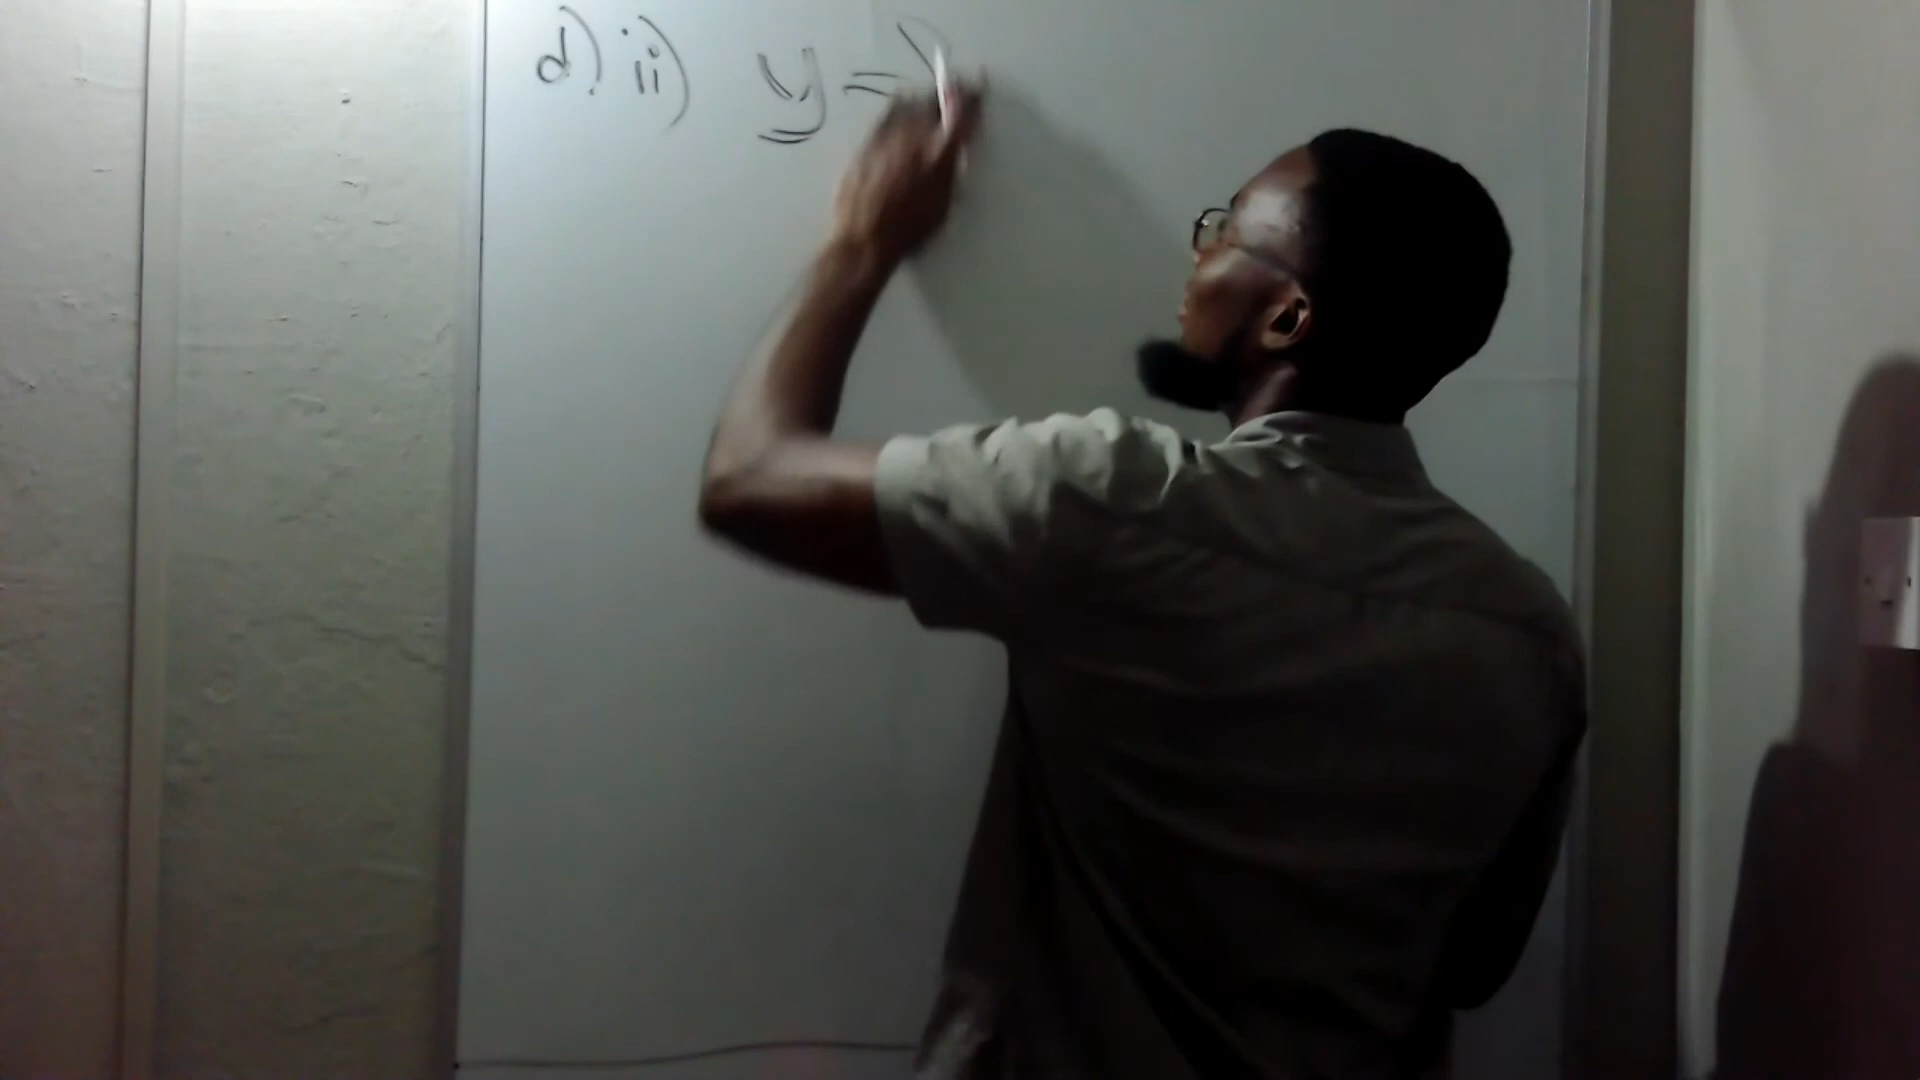 d) ii) y =